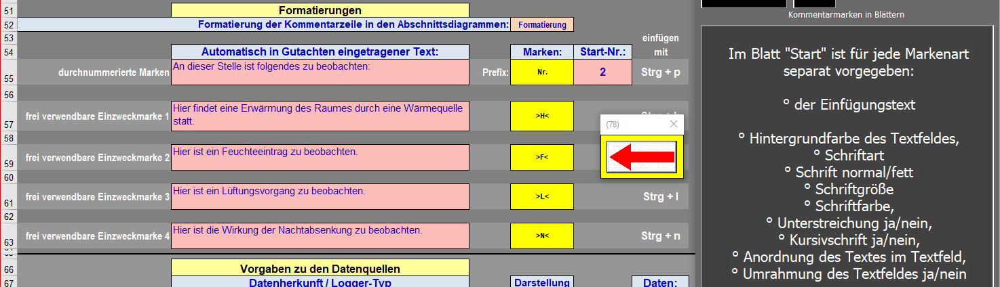 51
Formatierungen
52
Formatierung der Kommentarzeile in den Abschnittsdiagrammen:
Formatierung
53
einfügen
54
Automatisch in Gutachten eingetragener Text:
Marken:
Start-Nr.:
mit
55
durchnummerierte Marken
An dieser Stelle ist folgendes zu beobachten:
Prefix:
Nr.
2
Strg + p
56
57
frei verwendbare Einzweckmarke 1
Hier findet eine Erwärmung des Raumes durch eine Wärmequelle
statt.
>H<
58
59
frei verwendbare Einzweckmarke 2
Hier ist ein Feuchteeintrag zu beobachten.
>F<
(78)
60
61
frei verwendbare Einzweckmarke 3
Hier ist ein Lüftungsvorgang zu beobachten.
>L<
Strg + l
62
63
frei verwendbare Einzweckmarke 4
Hier ist die Wirkung der Nachtabsenkung zu beobachten.
>N<
Strg + n
66
Vorgaben zu den Datenquellen
67
Datenherkunft / Logger-Typ
Darstellung
Daten:
Kommentarmarken in Blättern
Im Blatt "Start" ist für jede Markenart
separat vorgegeben:
° der Einfügungstext
° Hintergrundfarbe des Textfeldes,
° Schriftart
° Schrift normal/fett
° Schriftgröße
° Schriftfarbe,
° Unterstreichung ja/nein,
° Kursivschrift ja/nein,
° Anordnung des Textes im Textfeld,
° Umrahmung des Textfeldes ja/nein